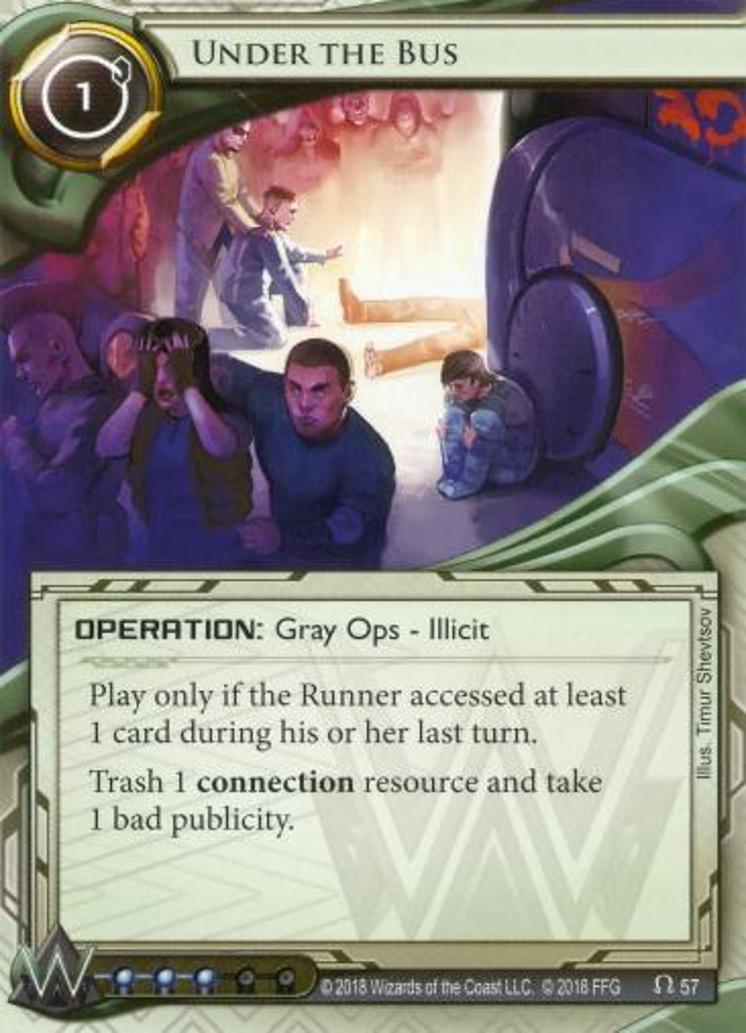 1
UNDER THE BUS
OPERATION: Gray Ops - Illicit
Play only if the Runner accessed at least
1 card during his or her last turn.
Trash 1 connection resource and take
1 bad publicity.
Illus. Timur Shevtsov
© 2018 Wizards of the Coast LLC. © 2018 FFG Ω 57